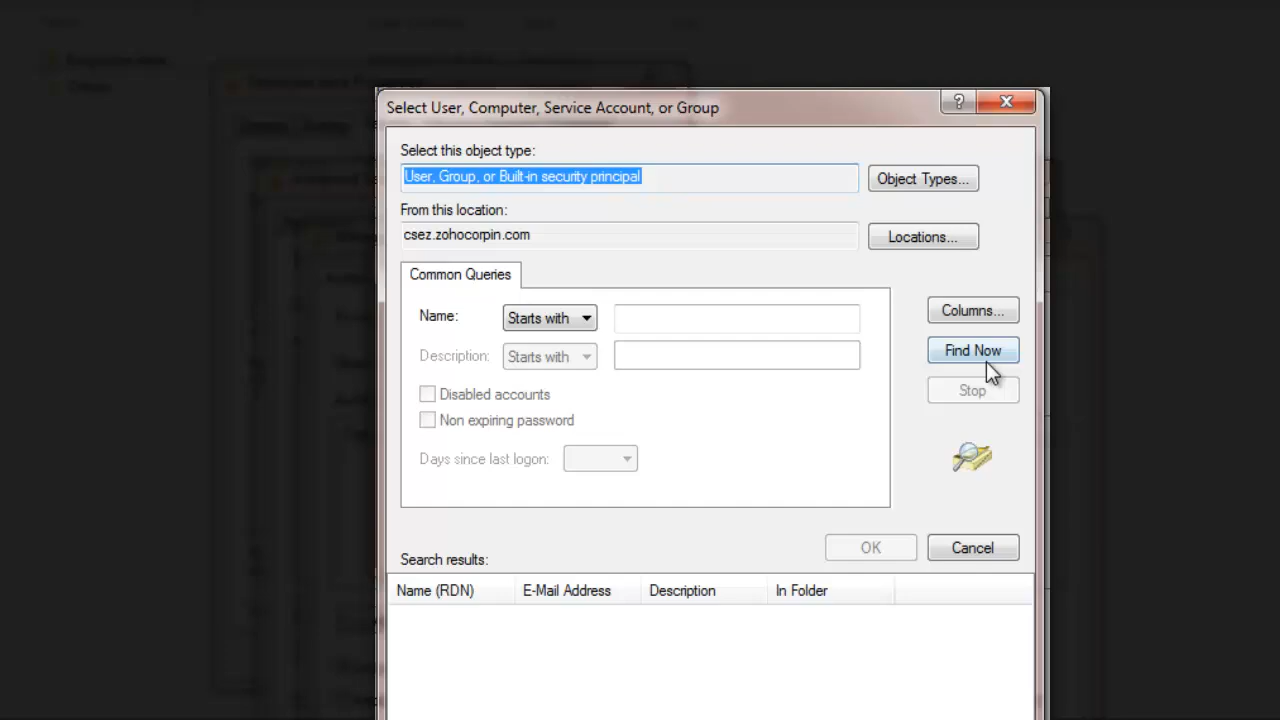 Select User, Computer, Service Account, or Group
Select this object type:
User, Group, or Built-in security principal
Object Types...
From this location:
csez.zohocorpin.com
Locations...
Common Queries
Name:
Starts with
Columns...
Description:
Starts with
Find Now
Disabled accounts
Stop
Non expiring password
Days since last logon:
OK
Cancel
Search results:
Name (RDN)
E-Mail Address
Description
In Folder